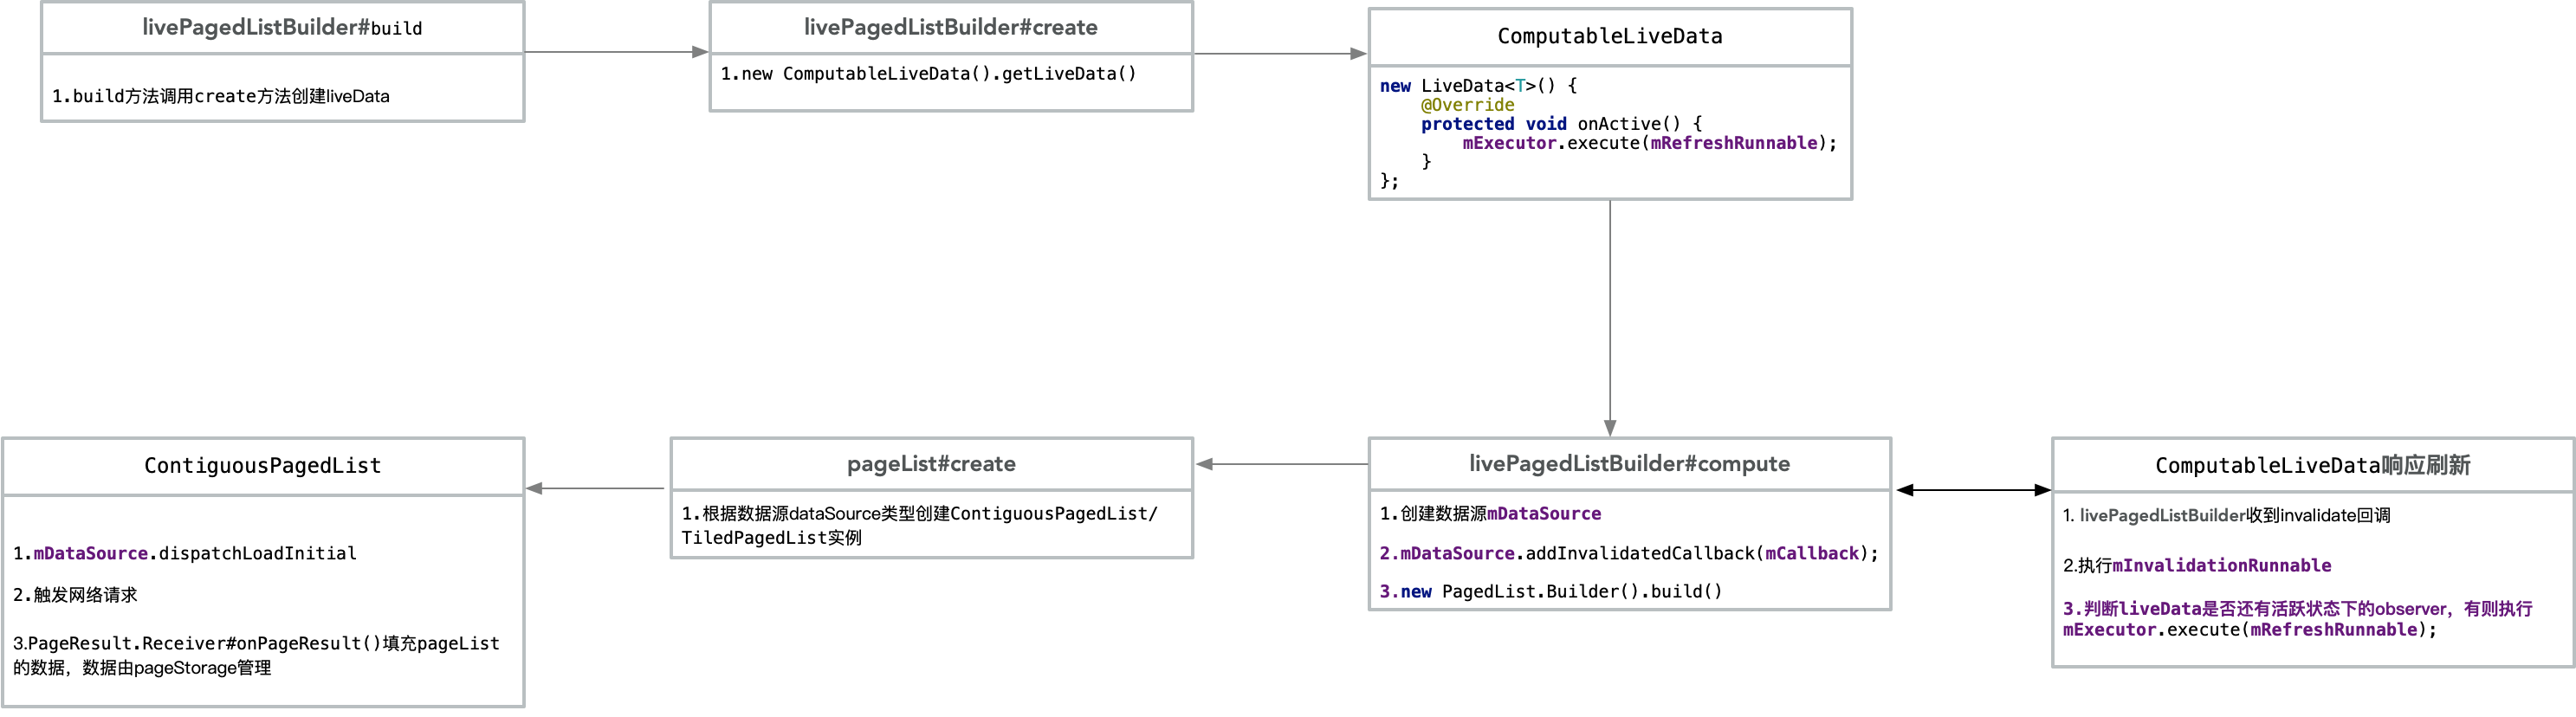 livePagedListBuilder#build
1.build方法调用create方法创建liveData
livePagedListBuilder#create
1.new ComputableLiveData().getLiveData()
ComputableLiveData
new LiveData<T>() {
@Override
protected void onActive() {
mExecutor.execute(mRefreshRunnable);
}
};
ContiguousPagedList
1.mDataSource.dispatchLoadInitial
2.触发网络请求
3.PageResult.Receiver#onPageResult()填充pageList
的数据，数据由pageStorage管理
pageList#create
1.根据数据源dataSource类型创建ContiguousPagedList/
TiledPagedList实例
livePagedListBuilder#compute
1.创建数据源mDataSource
2.mDataSource.addInvalidatedCallback(mCallback);
3.new PagedList.Builder().build()
ComputableLiveData响应刷新
1. livePagedListBuilder收到invalidate回调
2.执行mInvalidationRunnable
3.判断liveData是否还有活跃状态下的observer，有则执行
mExecutor.execute(mRefreshRunnable);